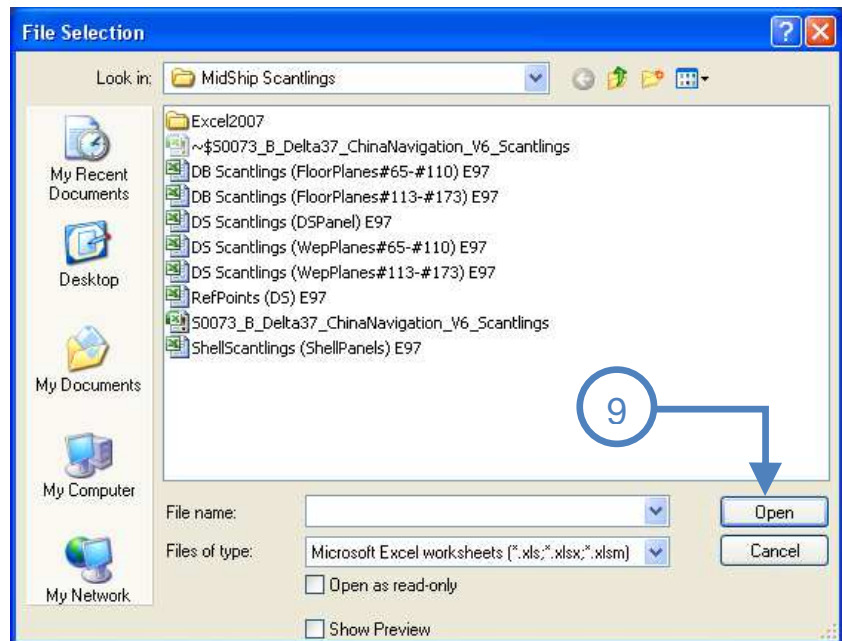 File Selection
Look in:
MidShip Scantlings
My Recent
Documents
Desktop
My Documents
My Computer
My Network
Excel2007
~$S0073_B_Delta37_ChinaNavigation_V6_Scantlings
DB Scantlings (FloorPlanes#65-#110) E97
DB Scantlings (FloorPlanes#113-#173) E97
DS Scantlings (DSPanel) E97
DS Scantlings (WepPlanes#65-#110) E97
DS Scantlings (WepPlanes#113-#173) E97
RefPoints (DS) E97
S0073_B_Delta37_ChinaNavigation_V6_Scantlings
ShellScantlings (ShellPanels) E97
9
File name:
Open
Files of type:
Microsoft Excel worksheets (*.xls;*.xlsx;*.xlsm)
Cancel
Open as read-only
Show Preview